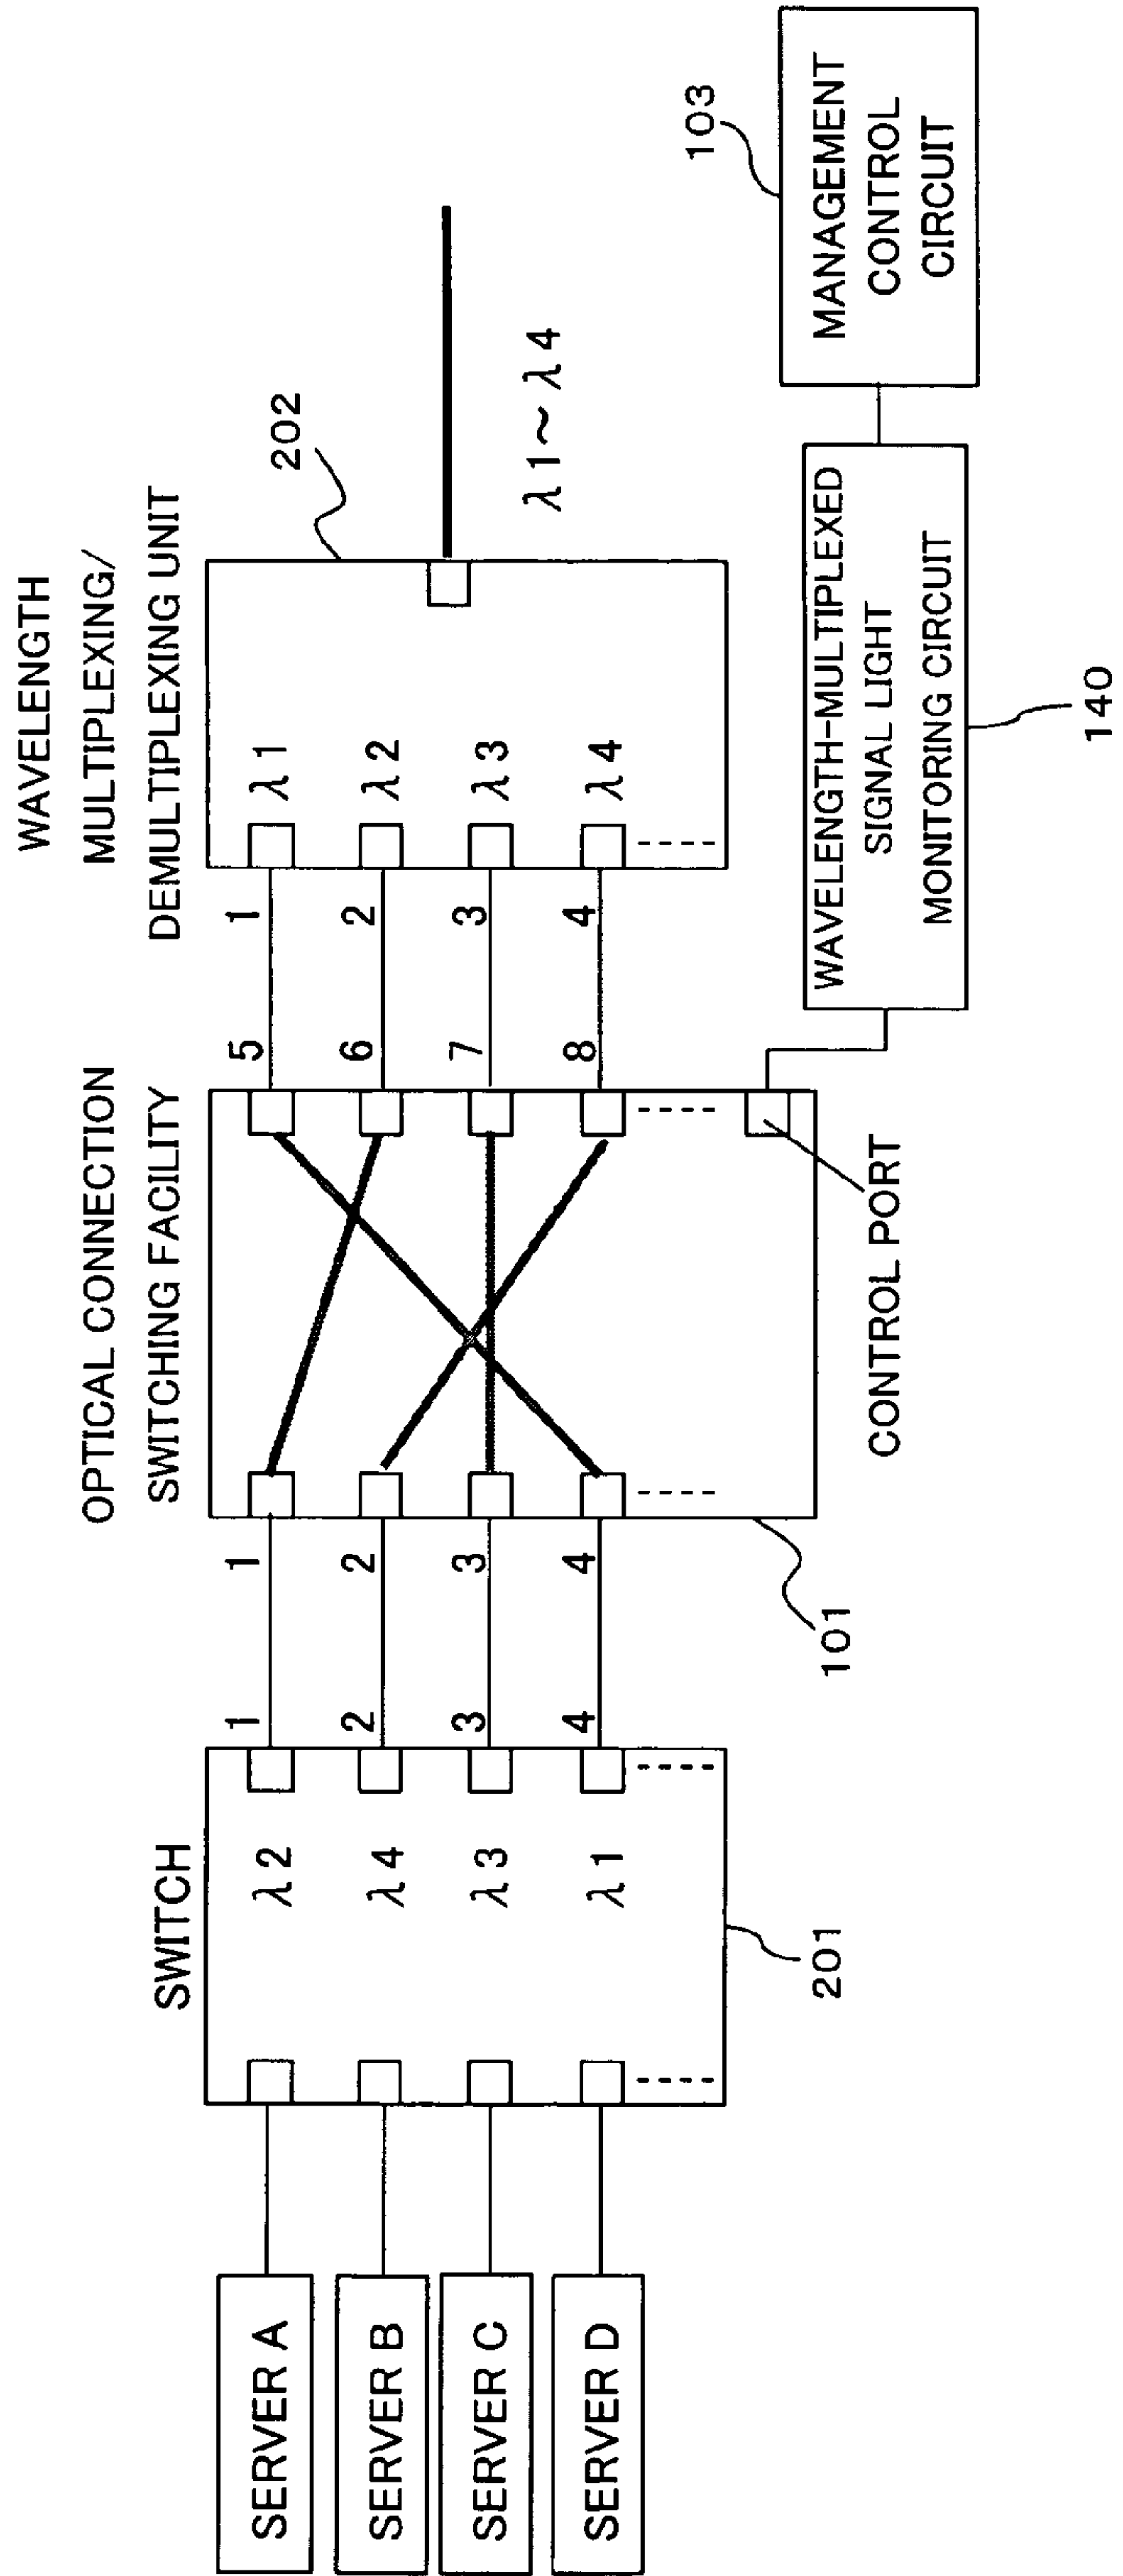 WAVELENGTH
MULTIPLEXING/
DEMULTIPLEXING UNIT
OPTICAL CONNECTION
SWITCHING FACILITY
SWITCH
SERVER A
SERVER B
SERVER C
SERVER D
λ2
λ4
λ3
λ1
1
2
3
4
201
1
2
3
4
5
6
7
8
101
CONTROL PORT
1
2
3
4
λ1
λ2
λ3
λ4
202
λ1~λ4
WAVELENGTH-MULTIPLEXED
SIGNAL LIGHT
MONITORING CIRCUIT
140
MANAGEMENT
CONTROL
CIRCUIT
103